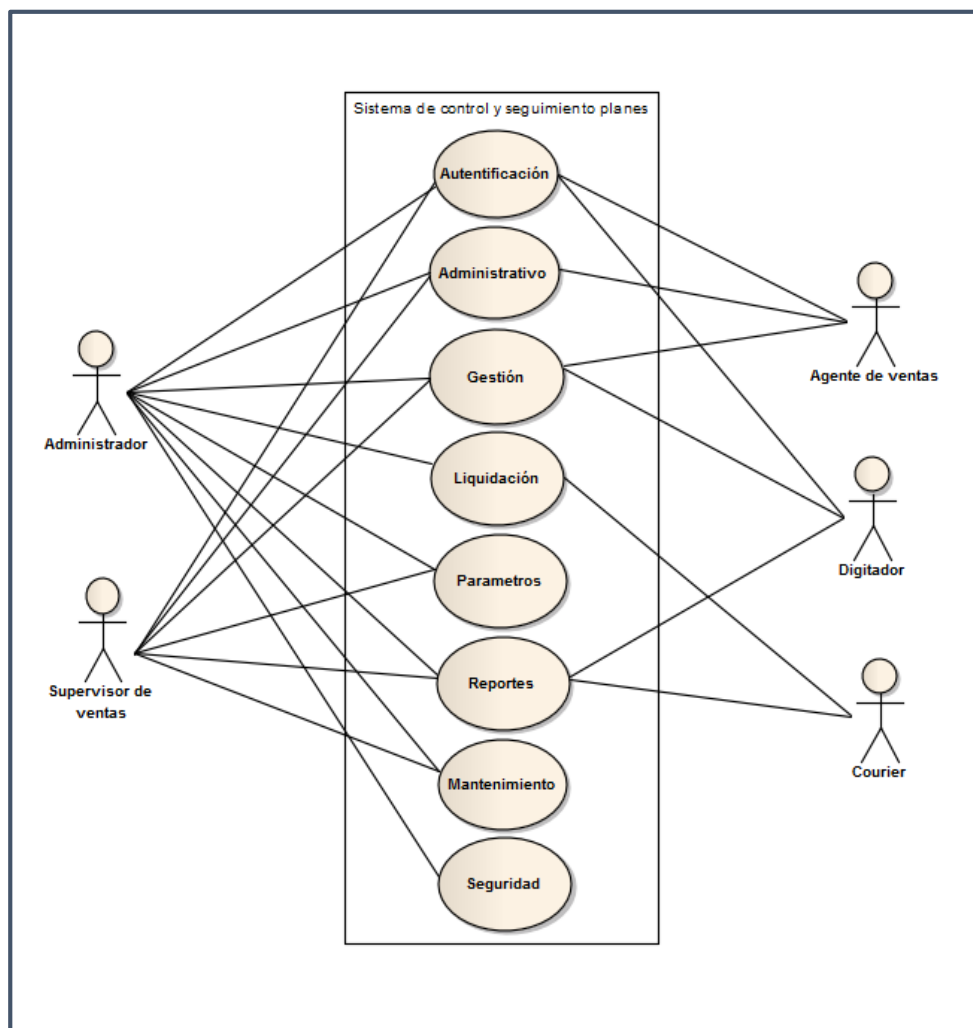 Sistema de control y seguimiento planes
Autentificación
Administrativo
Gestión
Liquidación
Parametros
Reportes
Mantenimiento
Seguridad
Administrador
Supervisor de
ventas
Agente de ventas
Digitador
Courier